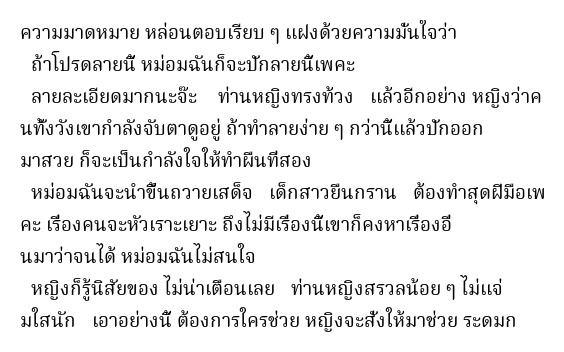 ความมาดหมาย หล่อนตอบเรียบ ๆ แฝงด้วยความมั่นใจว่า
ถ้าโปรดลายนี้ หม่อมฉันก็จะปักลายนี้เพคะ
ลายละเอียดมากนะจ๊ะ ท่านหญิงทรงท้วง แล้วอีกอย่าง หญิงว่าค
นทั้งวังเขากำลังจับตาดูอยู่ ถ้าทำลายง่าย ๆ กว่านี้แล้วปักออก
มาสวย ก็จะเป็นกำลังใจให้ทำผืนที่สอง
หม่อมฉันจะนำขึ้นถวายเสด็จ เด็กสาวยืนกราน ต้องทำสุดฝีมือเพ
คะ เรื่องคนจะหัวเราะเยาะ ถึงไม่มีเรื่องนี้เขาก็คงหาเรื่องอื่
นมาว่าจนได้ หม่อมฉันไม่สนใจ
หญิงก็รู้นิสัยของ ไม่น่าเตือนเลย ท่านหญิงสรวลน้อย ๆ ไม่แจ่
มใสนัก เอาอย่างนี้ ต้องการใครช่วย หญิงจะสั่งให้มาช่วย ระดมก